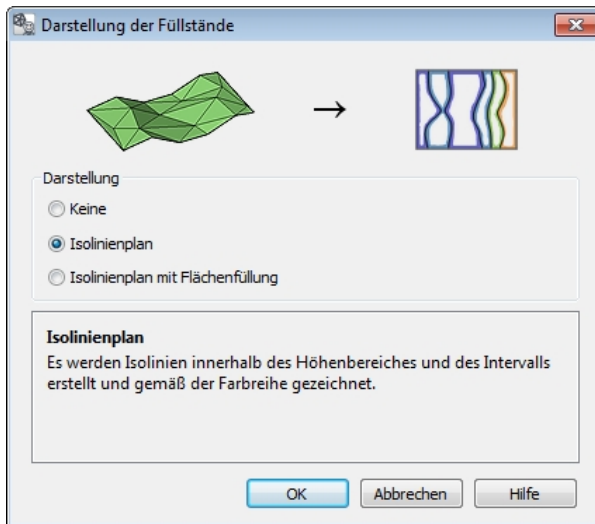 Darstellung der Füllstände
Darstellung
Keine
Isolinienplan
Isolinienplan mit Flächenfüllung
Isolinienplan
Es werden Isolinien innerhalb des Höhenbereiches und des Intervalls
erstellt und gemäß der Farbreihe gezeichnet.
OK Abbrechen Hilfe